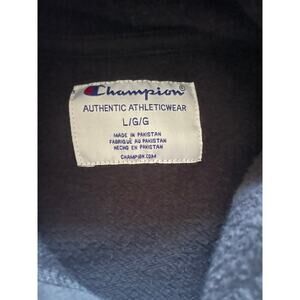 Champion®
AUTHENTIC ATHLETICWEAR
L/G/G
MADE IN PAKISTAN
FABRIQUÉ AU PAKISTAN
HECHO EN PAKISTAN
CHAMPION.COM